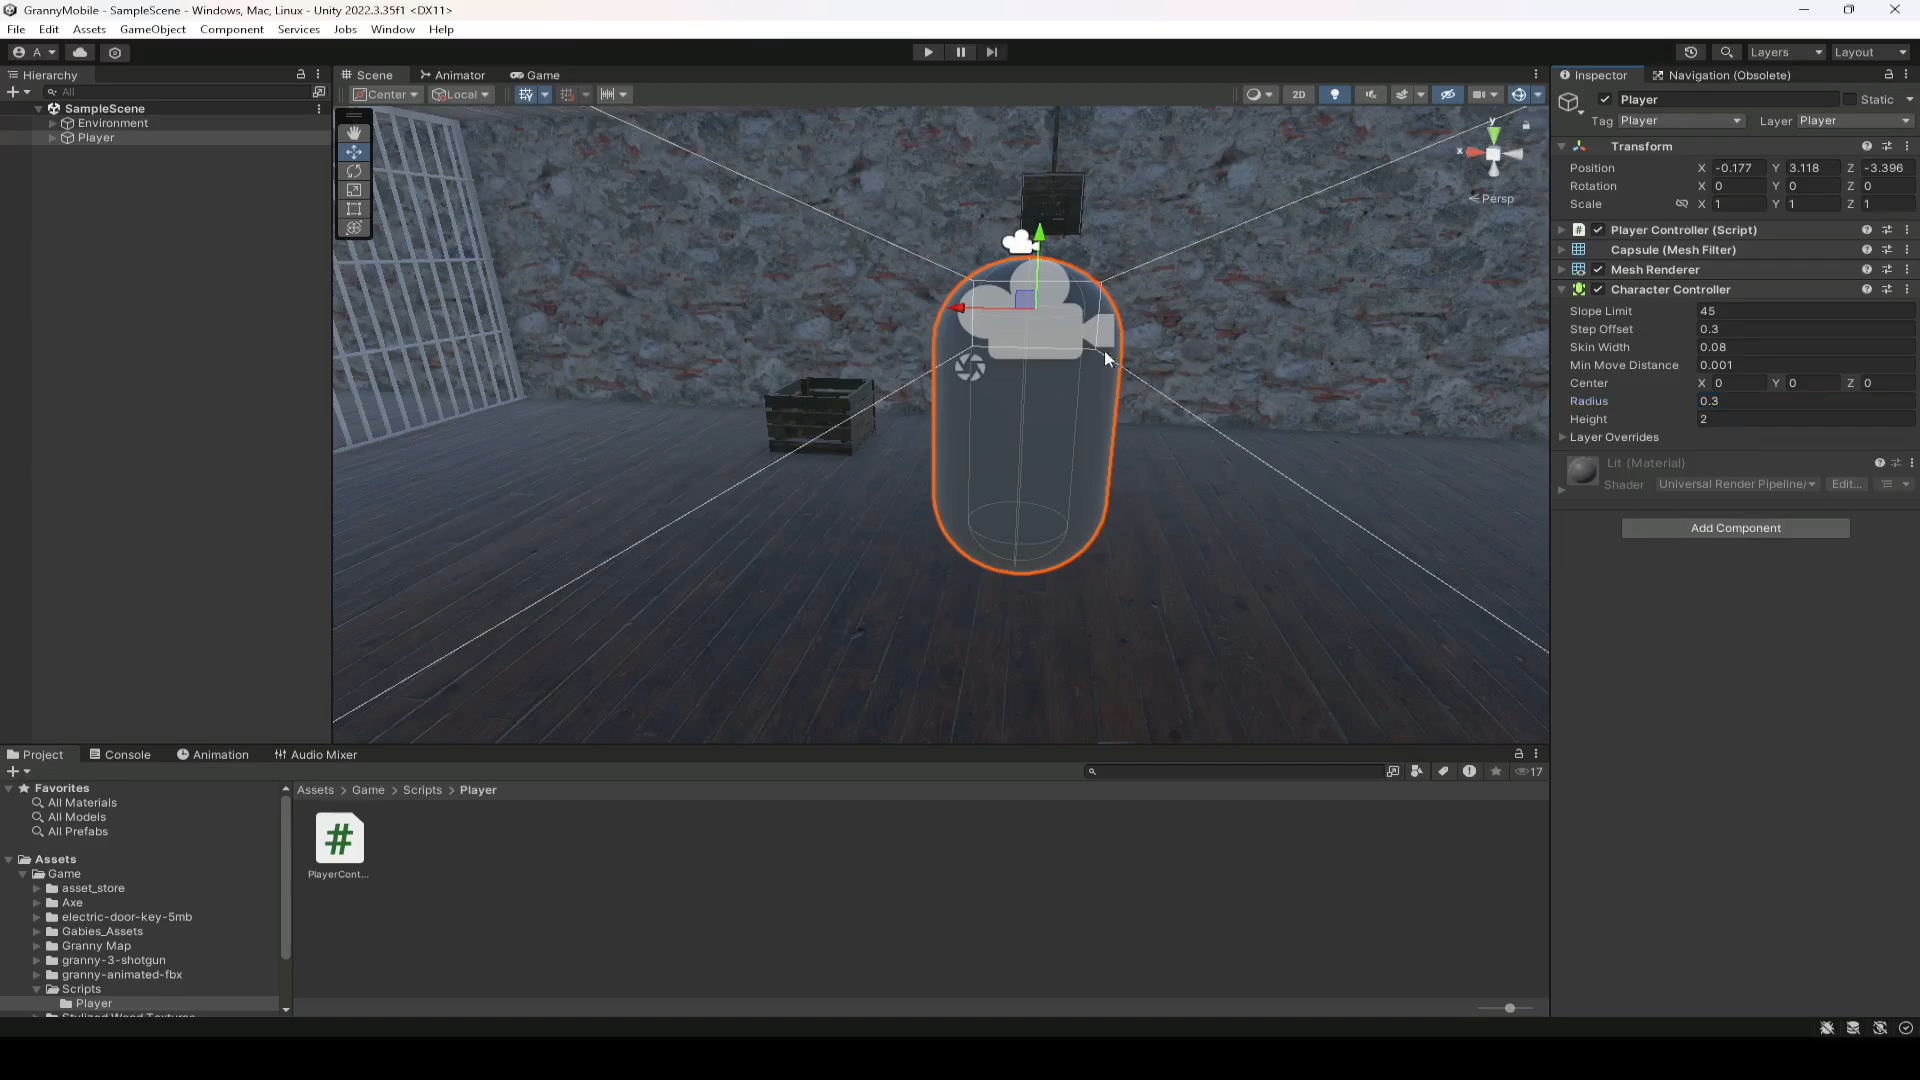 GrannyMobile - SampleScene - Windows, Mac, Linux - Unity 2022.3.35f1 <DX11>
File Edit Assets GameObject Component Services Jobs Window Help
A Layers Layout
Hierarchy
All
SampleScene
Environment
Player
Scene Animator Game
Center Local 2D
y
x
Persp
Inspector Navigation (Obsolete)
Player Static
Tag Player Layer Player
Transform
Position X -0.177 Y 3.118 Z -3.396
Rotation X 0 Y 0 Z 0
Scale X 1 Y 1 Z 1
# Player Controller (Script)
Capsule (Mesh Filter)
Mesh Renderer
Character Controller
Slope Limit 45
Step Offset 0.3
Skin Width 0.08
Min Move Distance 0.001
Center X 0 Y 0 Z 0
Radius 0.3
Height 2
Layer Overrides
Lit (Material)
Shader Universal Render Pipeline/ Edit...
Add Component
Project Console Animation Audio Mixer
17
Favorites
All Materials
All Models
All Prefabs
Assets
Game
asset_store
Axe
electric-door-key-5mb
Gabies_Assets
Granny Map
granny-3-shotgun
granny-animated-fbx
Scripts
Player
Stylized Wood Textures
Assets > Game > Scripts > Player
#
PlayerCont...